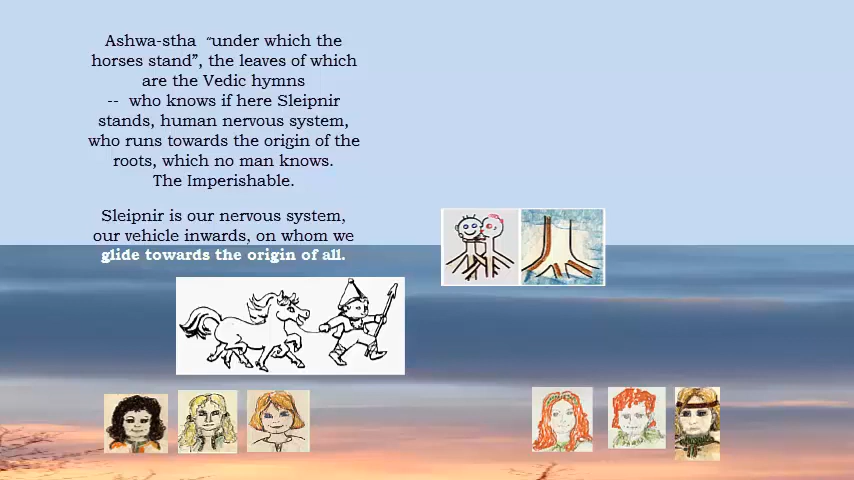 Ashwa-stha “under which the
horses stand”, the leaves of which
are the Vedic hymns
-- who knows if here Sleipnir
stands, human nervous system,
who runs towards the origin of the
roots, which no man knows.
The Imperishable.
Sleipnir is our nervous system,
our vehicle inwards, on whom we
glide towards the origin of all.